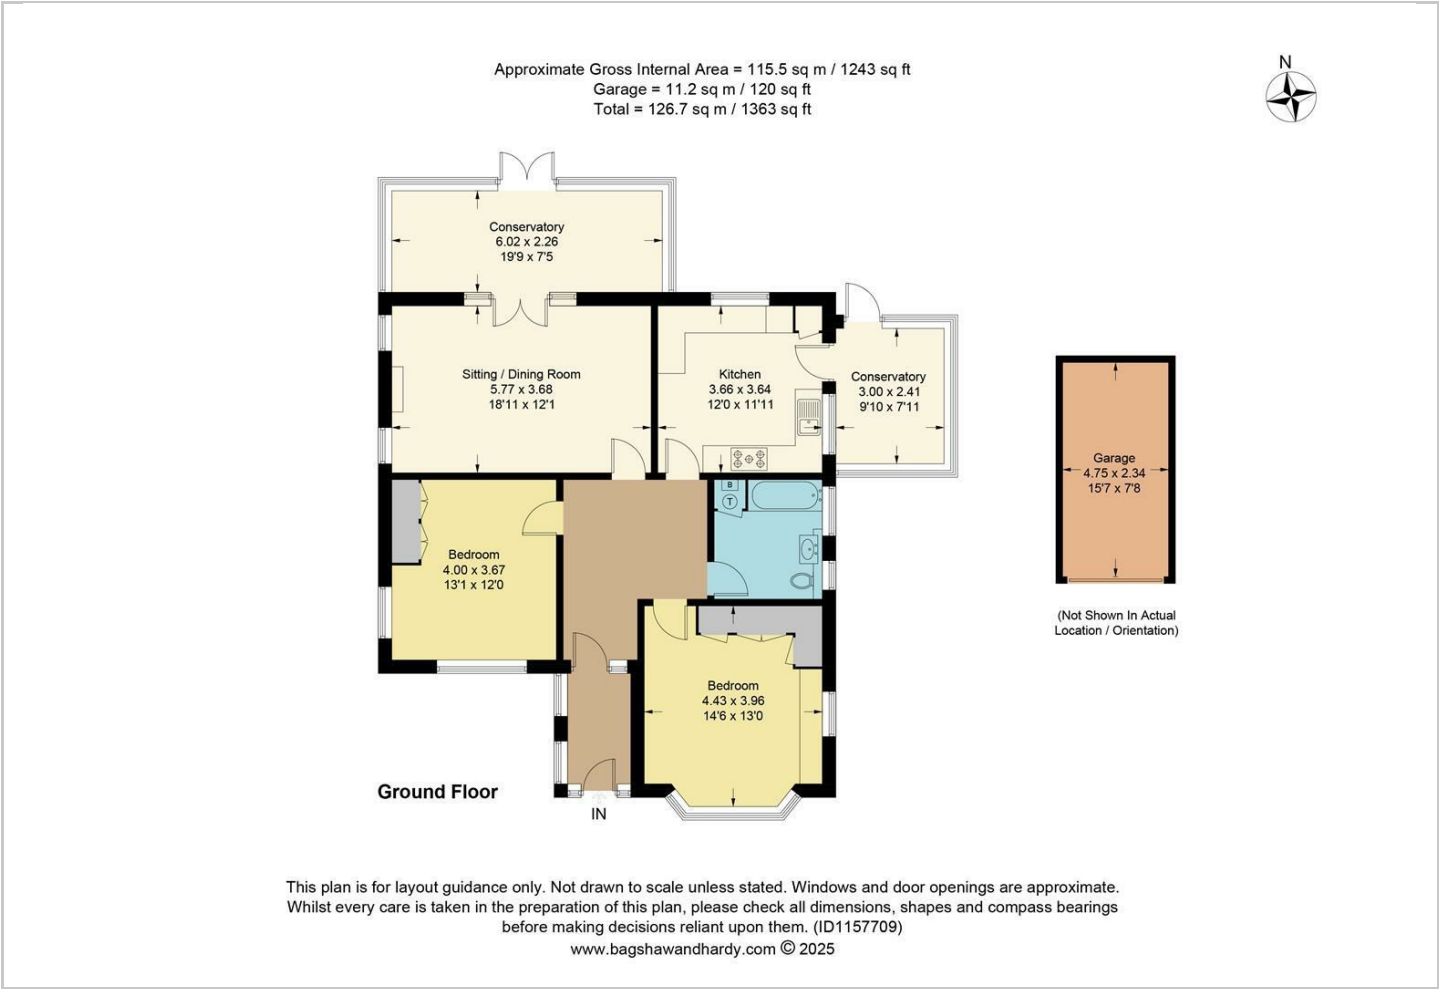 Approximate Gross Internal Area = 115.5 sq m / 1243 sq ft
Garage = 11.2 sq m / 120 sq ft
Total = 126.7 sq m / 1363 sq ft
N
Conservatory
6.02 x 2.26
19'9 x 7'5
Sitting / Dining Room
5.77 x 3.68
18'11 x 12'1
Kitchen
3.66 x 3.64
12'0 x 11'11
Conservatory
3.00 x 2.41
9'10 x 7'11
Garage
4.75 x 2.34
15'7 x 7'8
B
T
Bedroom
4.00 x 3.67
13'1 x 12'0
(Not Shown In Actual
Location / Orientation)
Bedroom
4.43 x 3.96
14'6 x 13'0
Ground Floor
IN
This plan is for layout guidance only. Not drawn to scale unless stated. Windows and door openings are approximate.
Whilst every care is taken in the preparation of this plan, please check all dimensions, shapes and compass bearings
before making decisions reliant upon them. (ID1157709)
www.bagshawandhardy.com © 2025